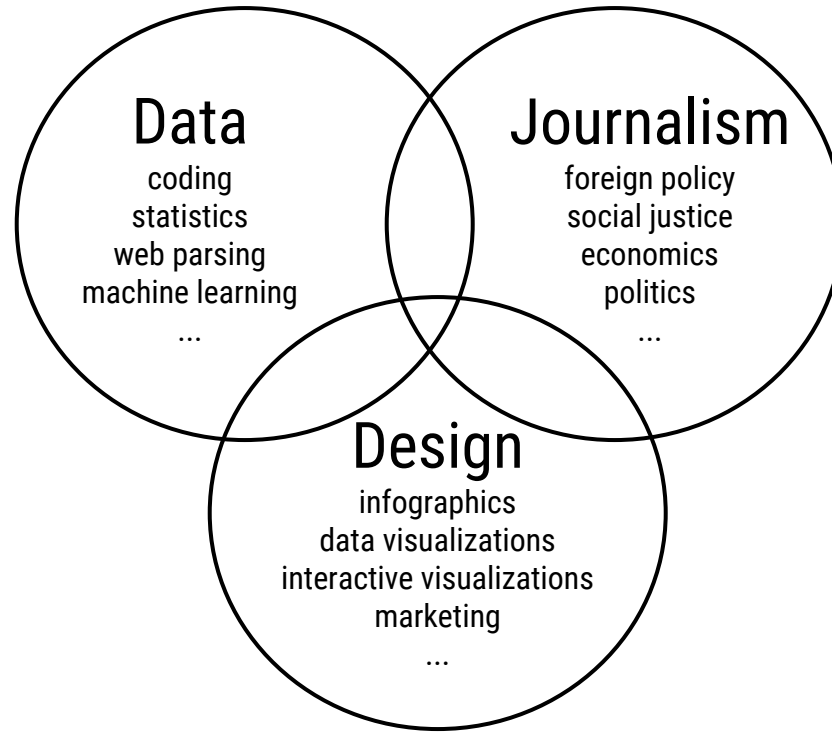 Data
coding
statistics
web parsing
machine learning
...
Journalism
foreign policy
social justice
economics
politics
...
Design
infographics
data visualizations
interactive visualizations
marketing
...